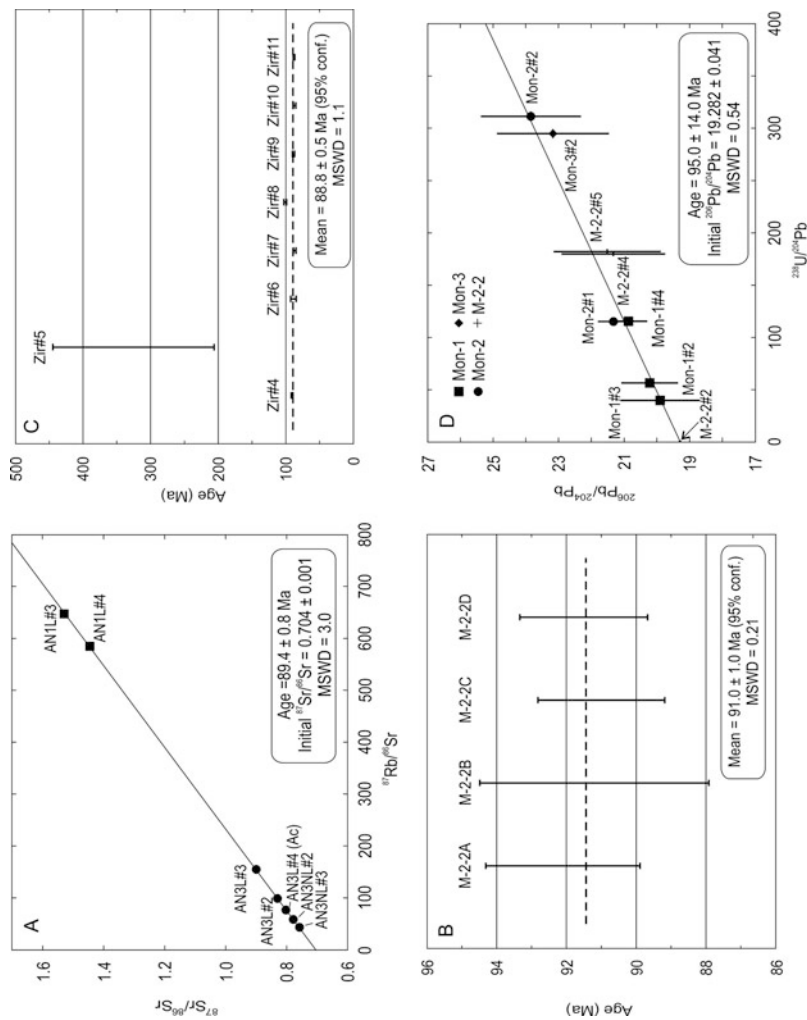 A
1.6
1.4
1.2
1.0
0.8
0.6
⁸⁷Sr/⁸⁶Sr
AN1L#3
AN1L#4
AN3L#3
AN3L#2
AN3L#4 (Ac)
AN3NL#2
AN3NL#3
Age =89.4 ± 0.8 Ma
Initial ⁸⁷Sr/⁸⁶Sr = 0.704 ± 0.001
MSWD = 3.0
0 100 200 300 400 500 600 700 800
⁸⁷Rb/⁸⁶Sr
C
500
400
300
200
100
0
Age (Ma)
Zir#4 Zir#5 Zir#6 Zir#7 Zir#8 Zir#9 Zir#10 Zir#11
Mean = 88.8 ± 0.5 Ma (95% conf.)
MSWD = 1.1
B
96
94
92
90
88
86
Age (Ma)
M-2-2A M-2-2B M-2-2C M-2-2D
Mean = 91.0 ± 1.0 Ma (95% conf.)
MSWD = 0.21
D
27
25
23
21
19
17
²⁰⁶Pb/²⁰⁴Pb
Mon-1 Mon-3
Mon-2 M-2-2
Mon-2#2
Mon-3#2
M-2-2#5
M-2-2#4
Mon-2#1
Mon-1#4
Mon-1#3
Mon-1#2
M-2-2#2
Age = 95.0 ± 14.0 Ma
Initial ²⁰⁶Pb/²⁰⁴Pb = 19.282 ± 0.041
MSWD = 0.54
0 100 200 300 400
²³⁸U/²⁰⁴Pb